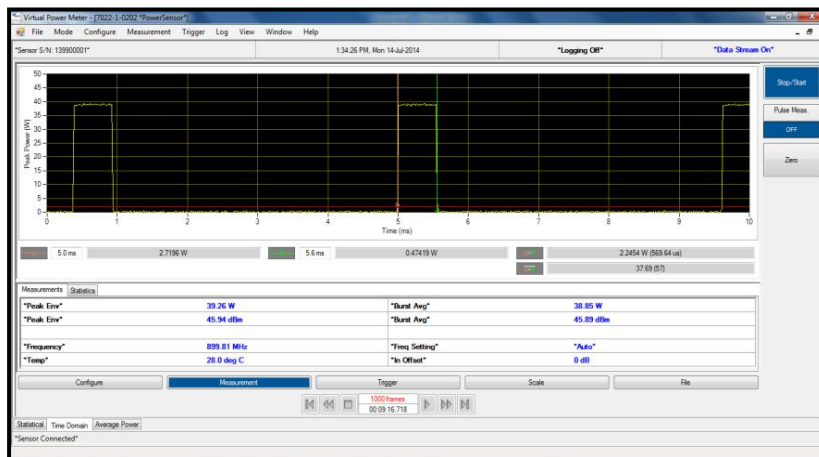 Virtual Power Meter - [7022-1-0202 *PowerSensor*]
File Mode Configure Measurement Trigger Log View Window Help
*Sensor S/N: 139900001* 1:34:26 PM, Mon 14-Jul-2014 *Logging Off* *Data Stream On*
Stop/Start
Pulse Meas.
OFF
Zero
Peak Power [W]
50
45
40
35
30
25
20
15
10
5
0
0 1 2 3 4 5 6 7 8 9 10
Time (ms)
5.0 ms 2.7196 W 5.6 ms 0.47419 W 2.2454 W (569.64 us)
37.69 (57)
Measurements Statistics
*Peak Env* 39.26 W *Burst Avg* 38.85 W
*Peak Env* 45.94 dBm *Burst Avg* 45.89 dBm
*Frequency* 899.81 MHz *Freq Setting* *Auto*
*Temp* 28.0 deg C *In Offset* 0 dB
Configure Measurement Trigger Scale File
1000 frames
00:09:16.718
Statistical Time Domain Average Power
*Sensor Connected*